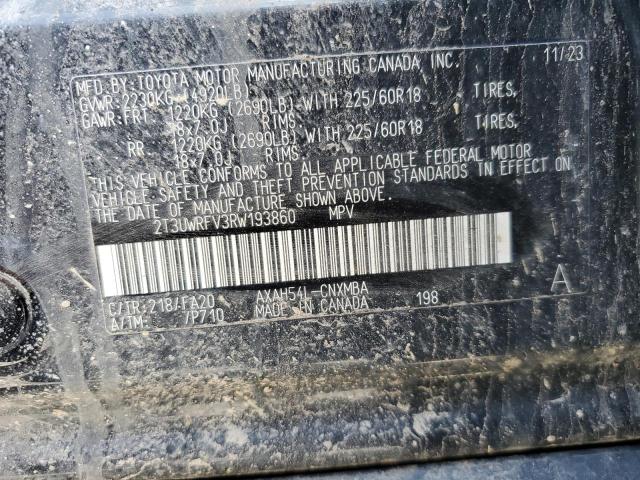 MFD.BY:TOYOTA MOTOR MANUFACTURING CANADA, INC. 11/23
GVWR:2230KG (4920LB)
GAWR:FRT 1220KG (2690LB) WITH 225/60R18 TIRES,
18x7.0J RIMS,
RR 1220KG (2690LB) WITH 225/60R18 TIRES,
18x7.0J RIMS
THIS VEHICLE CONFORMS TO ALL APPLICABLE FEDERAL MOTOR
VEHICLE SAFETY AND THEFT PREVENTION STANDARDS IN EFFECT ON
THE DATE OF MANUFACTURE SHOWN ABOVE.
2T3UWRFV3RW193860 MPV
C/TR:218/FA20 AXAH54L-CNXMBA A
A/TM: /P710 MADE IN CANADA 198